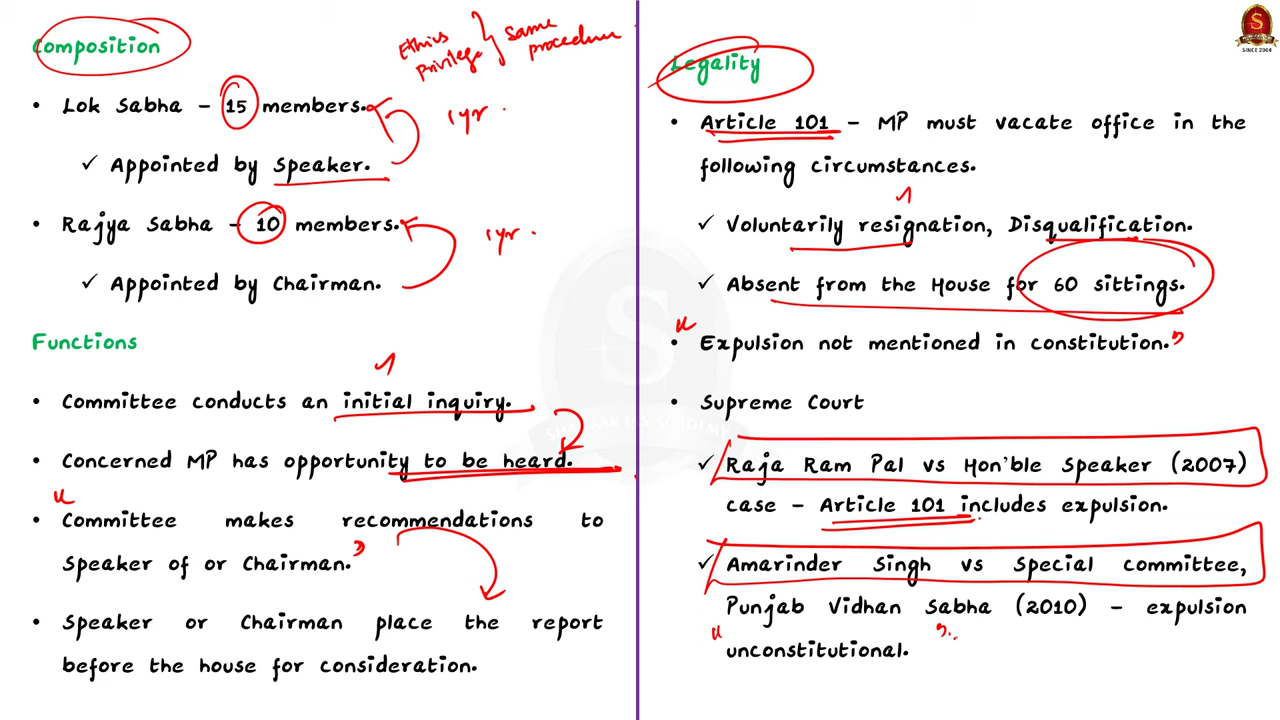 Composition
Ethics
privilege
same
procedure
• Lok Sabha - 15 members.
1yr.
✓ Appointed by Speaker.
• Rajya Sabha - 10 members.
1yr.
✓ Appointed by Chairman.
Functions
• Committee conducts an initial inquiry.
• Concerned MP has opportunity to be heard.
• Committee makes recommendations to
Speaker of or Chairman.
• Speaker or Chairman place the report
before the house for consideration.
Legality
• Article 101 - MP must vacate office in the
following circumstances.
✓ Voluntarily resignation, Disqualification.
✓ Absent from the House for 60 sittings.
• Expulsion not mentioned in constitution.
• Supreme Court
✓ Raja Ram Pal vs Hon'ble Speaker (2007)
case - Article 101 includes expulsion.
✓ Amarinder Singh vs Special committee,
Punjab Vidhan Sabha (2010) - expulsion
unconstitutional.
SINCE 2004